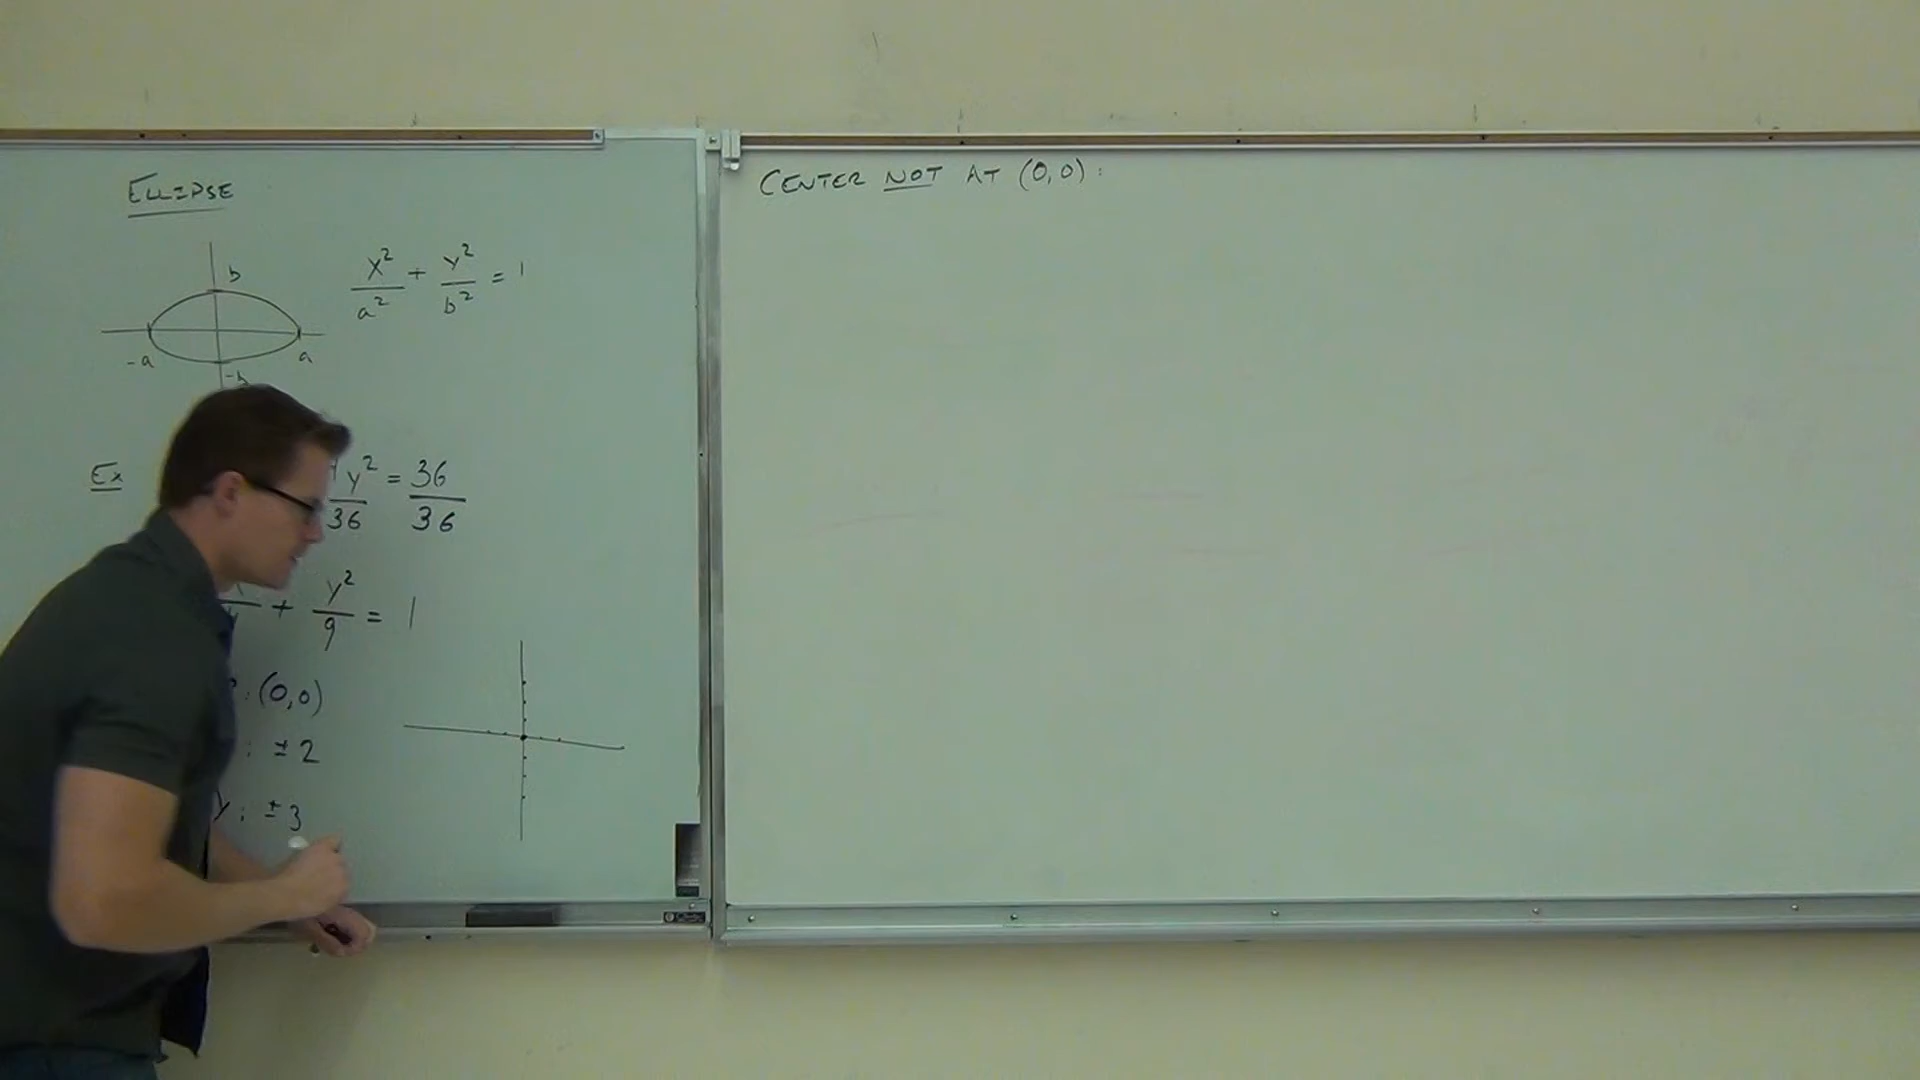 ELLIPSE
b
-a
a
-b
x²/a² + y²/b² = 1
Ex
y²/36 = 36/36
+ y²/9 = 1
: (0,0)
: ±2
y: ±3
CENTER NOT AT (0,0):